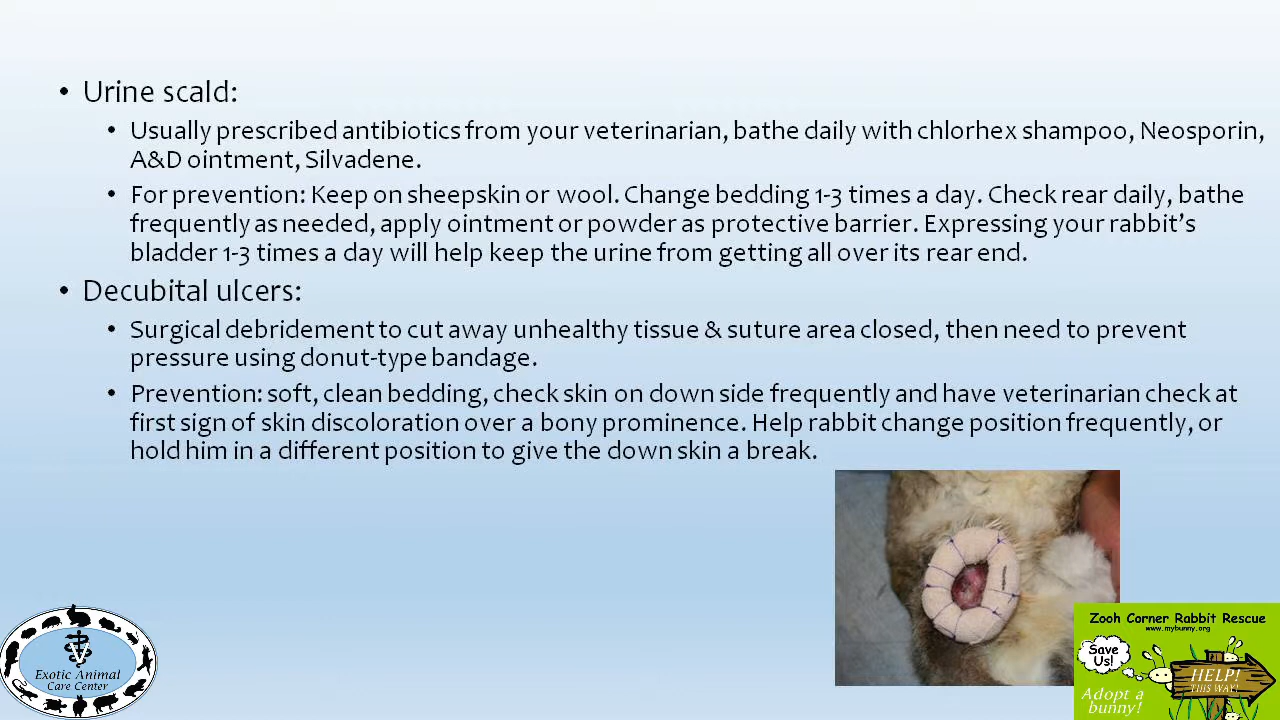 • Urine scald:
• Usually prescribed antibiotics from your veterinarian, bathe daily with chlorhex shampoo, Neosporin,
A&D ointment, Silvadene.
• For prevention: Keep on sheepskin or wool. Change bedding 1-3 times a day. Check rear daily, bathe
frequently as needed, apply ointment or powder as protective barrier. Expressing your rabbit’s
bladder 1-3 times a day will help keep the urine from getting all over its rear end.
• Decubital ulcers:
• Surgical debridement to cut away unhealthy tissue & suture area closed, then need to prevent
pressure using donut-type bandage.
• Prevention: soft, clean bedding, check skin on down side frequently and have veterinarian check at
first sign of skin discoloration over a bony prominence. Help rabbit change position frequently, or
hold him in a different position to give the down skin a break.
Exotic Animal
Care Center
Zooh Corner Rabbit Rescue
www.mybunny.org
Save
Us!
HELP!
THIS WAY!
Adopt a
bunny!